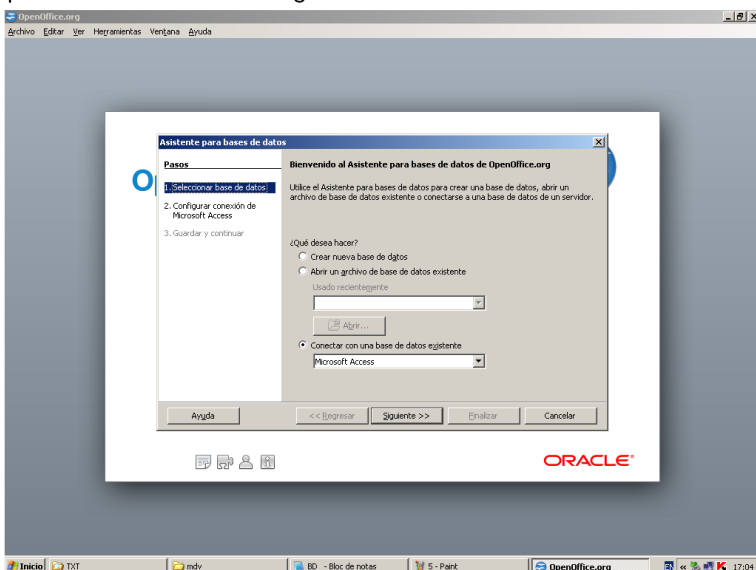 OpenOffice.org
Archivo Editar Ver Herramientas Ventana Ayuda
Asistente para bases de datos
Pasos
1. Seleccionar base de datos
2. Configurar conexión de
Microsoft Access
3. Guardar y continuar
Bienvenido al Asistente para bases de datos de OpenOffice.org
Utilice el Asistente para bases de datos para crear una base de datos, abrir un
archivo de base de datos existente o conectarse a una base de datos de un servidor.
¿Qué desea hacer?
Crear nueva base de datos
Abrir un archivo de base de datos existente
Usado recientemente
Abrir...
Conectar con una base de datos existente
Microsoft Access
Ayuda
<< Regresar
Siguiente >>
Finalizar
Cancelar
ORACLE
Inicio
TXT
mdv
BD - Bloc de notas
5 - Paint
OpenOffice.org
17:04